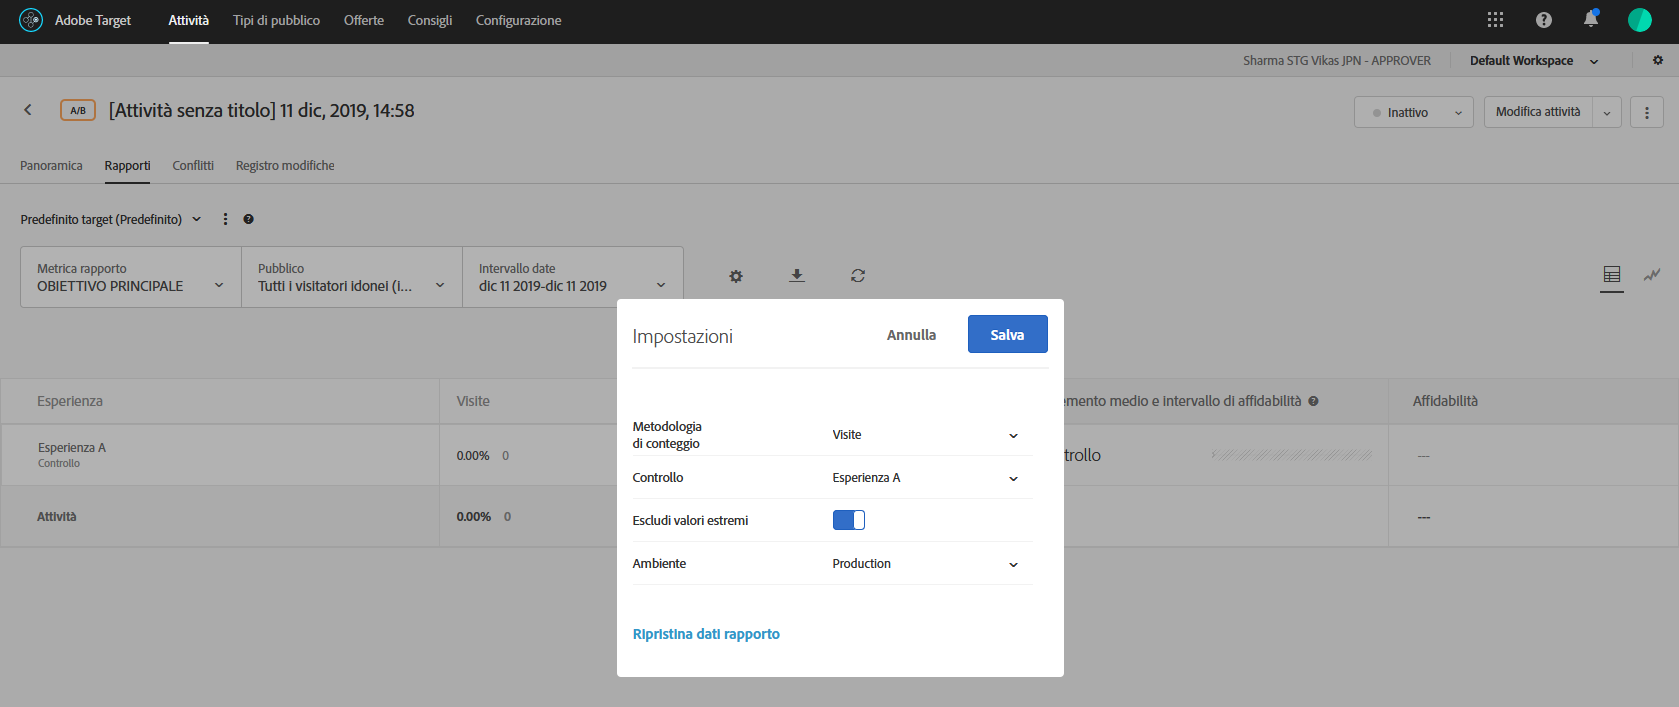 Adobe Target Attività Tipi di pubblico Offerte Consigli Configurazione
Sharma STG Vikas JPN - APPROVER Default Workspace
A/B [Attività senza titolo] 11 dic, 2019, 14:58 Inattivo Modifica attività
Panoramica Rapporti Conflitti Registro modifiche
Predefinito target (Predefinito)
Metrica rapporto Pubblico Intervallo date
OBIETTIVO PRINCIPALE Tutti i visitatori idonei (i... dic 11 2019-dic 11 2019
Impostazioni Annulla Salva
Esperienza Visite emento medio e intervallo di affidabilità Affidabilità
Esperienza A
Controllo
0.00% 0 trollo ---
Attività 0.00% 0 ---
Metodologia
di conteggio
Visite
Controllo Esperienza A
Escludi valori estremi
Ambiente Production
Ripristina dati rapporto